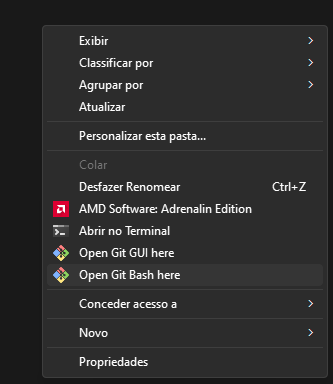 Exibir
Classificar por
Agrupar por
Atualizar
Personalizar esta pasta...
Colar
Desfazer Renomear Ctrl+Z
AMD Software: Adrenalin Edition
Abrir no Terminal
Open Git GUI here
Open Git Bash here
Conceder acesso a
Novo
Propriedades